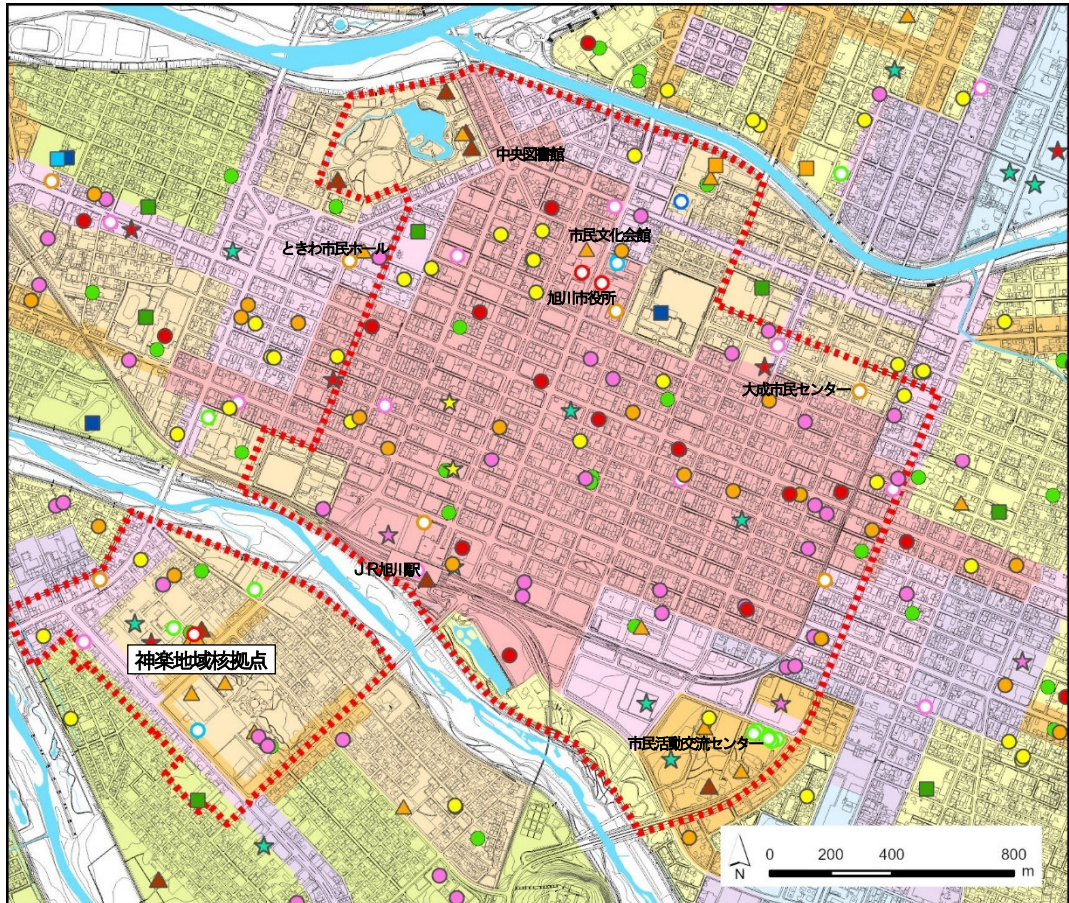 中央図書館
ときわ市民ホール
市民文化会館
旭川市役所
大成市民センター
JR旭川駅
神楽地域核拠点
市民活動交流センター
N
0 200 400 800
m